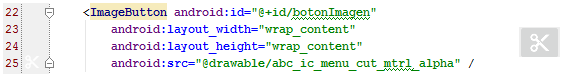 22 <ImageButton android:id="@+id/botonImagen"
23 android:layout_width="wrap_content"
24 android:layout_height="wrap_content"
25 android:src="@drawable/abc_ic_menu_cut_mtrl_alpha" /